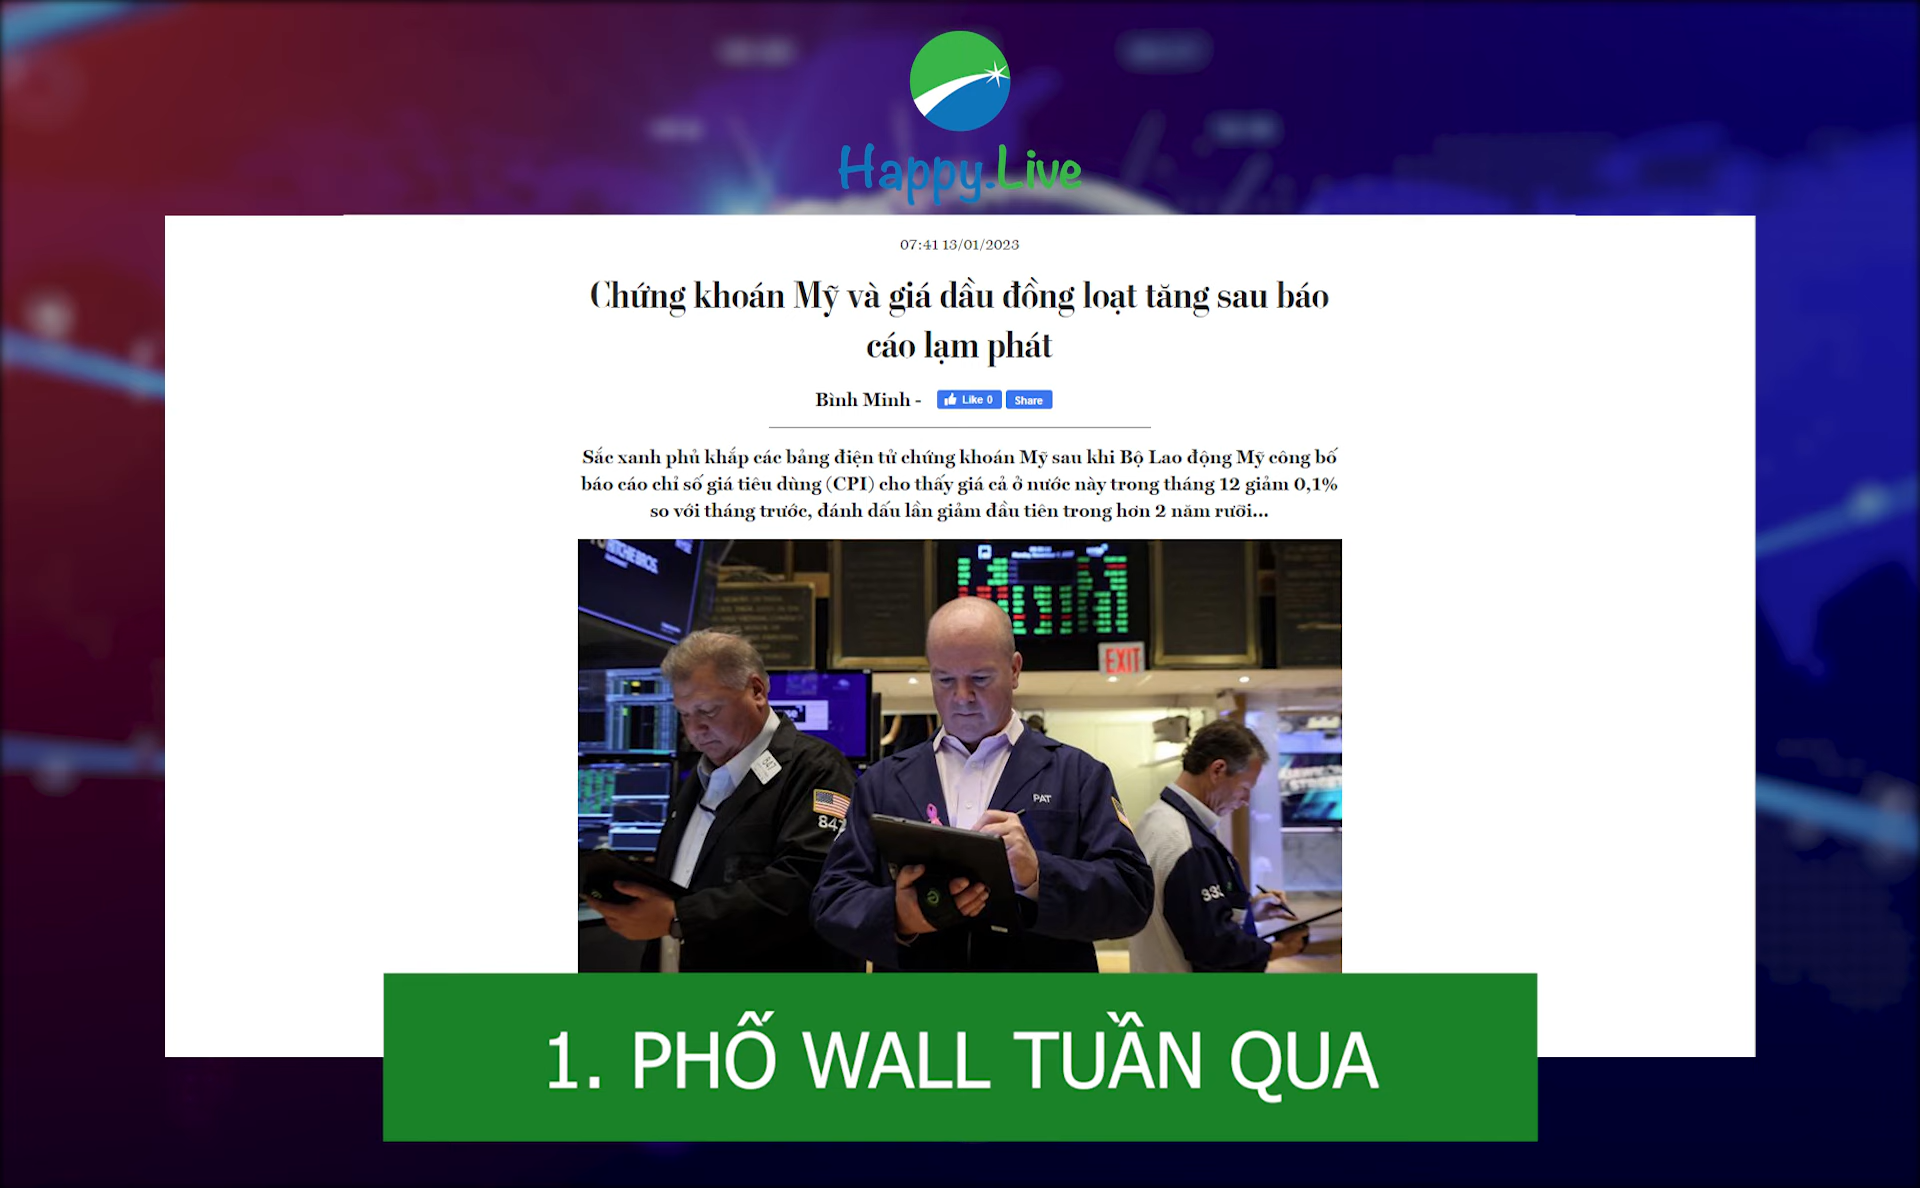 Happy.Live
07:41 13/01/2023
Chứng khoán Mỹ và giá dầu đồng loạt tăng sau báo
cáo lạm phát
Bình Minh -
Like 0
Share
Sắc xanh phủ khắp các bảng điện tử chứng khoán Mỹ sau khi Bộ Lao động Mỹ công bố
báo cáo chỉ số giá tiêu dùng (CPI) cho thấy giá cả ở nước này trong tháng 12 giảm 0,1%
so với tháng trước, đánh dấu lần giảm đầu tiên trong hơn 2 năm rưỡi...
EXIT
847
PAT
847
1. PHỐ WALL TUẦN QUA